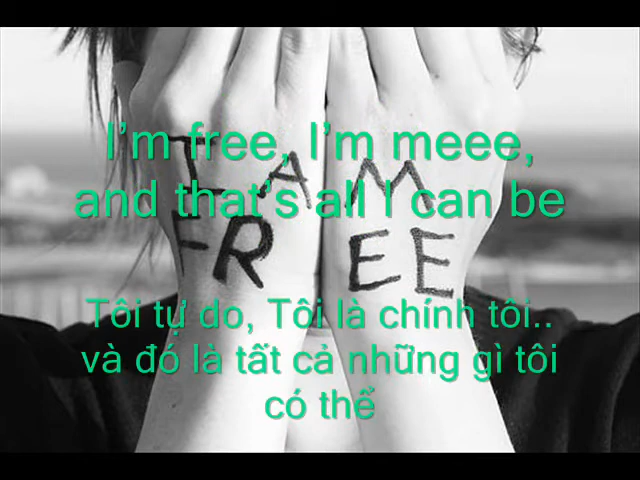 I'm free, I'm meee,
and that's all I can be
I AM
FREE
Tôi tự do, Tôi là chính tôi..
và đó là tất cả những gì tôi
có thể